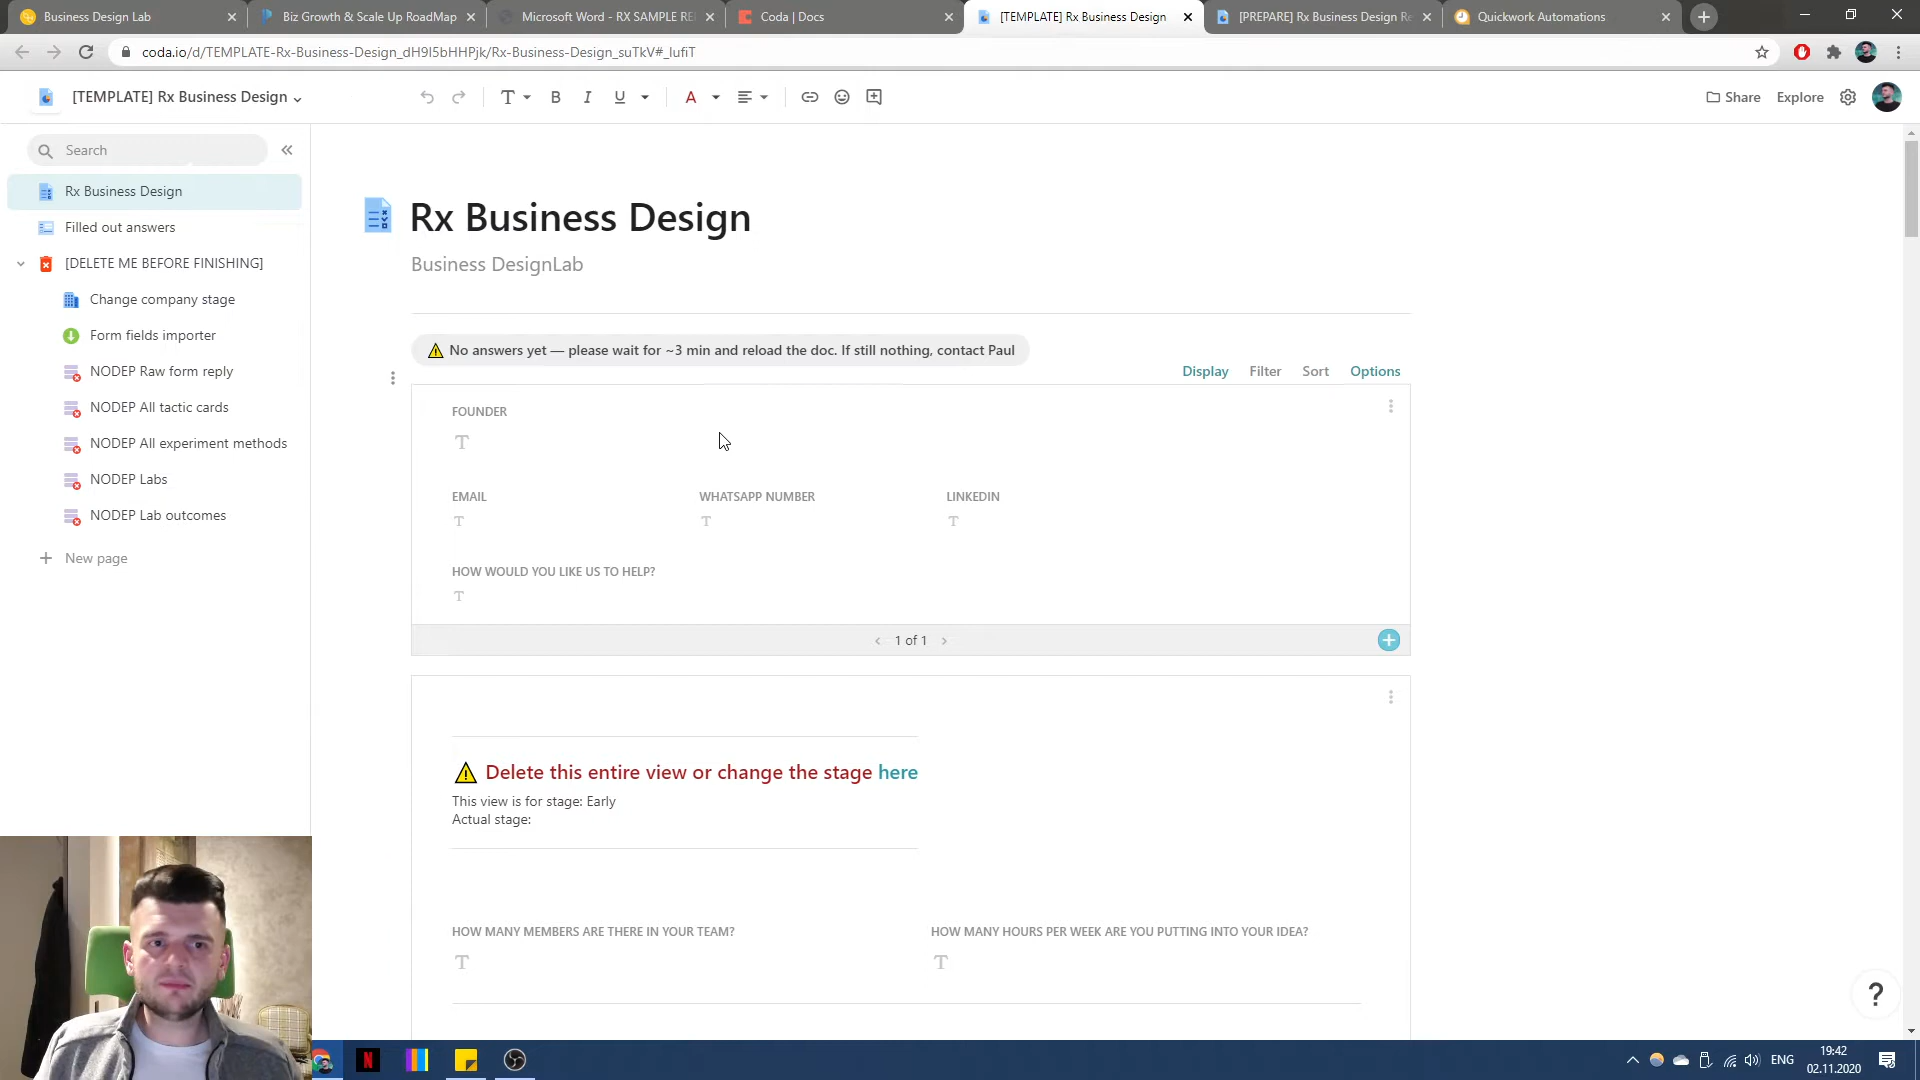 Business Design Lab
Biz Growth & Scale Up RoadMap
Microsoft Word - RX SAMPLE RE
Coda | Docs
[TEMPLATE] Rx Business Design
[PREPARE] Rx Business Design Re
Quickwork Automations
coda.io/d/TEMPLATE-Rx-Business-Design_dH9I5bHHPjk/Rx-Business-Design_suTkV#_lufiT
[TEMPLATE] Rx Business Design
T B I U A
Share
Explore
Search
Rx Business Design
Filled out answers
[DELETE ME BEFORE FINISHING]
Change company stage
Form fields importer
NODEP Raw form reply
NODEP All tactic cards
NODEP All experiment methods
NODEP Labs
NODEP Lab outcomes
New page
Rx Business Design
Business DesignLab
No answers yet — please wait for ~3 min and reload the doc. If still nothing, contact Paul
Display Filter Sort Options
FOUNDER
T
EMAIL WHATSAPP NUMBER LINKEDIN
T T T
HOW WOULD YOU LIKE US TO HELP?
T
1 of 1
Delete this entire view or change the stage here
This view is for stage: Early
Actual stage:
HOW MANY MEMBERS ARE THERE IN YOUR TEAM? HOW MANY HOURS PER WEEK ARE YOU PUTTING INTO YOUR IDEA?
T T
?
N
ENG
19:42
02.11.2020